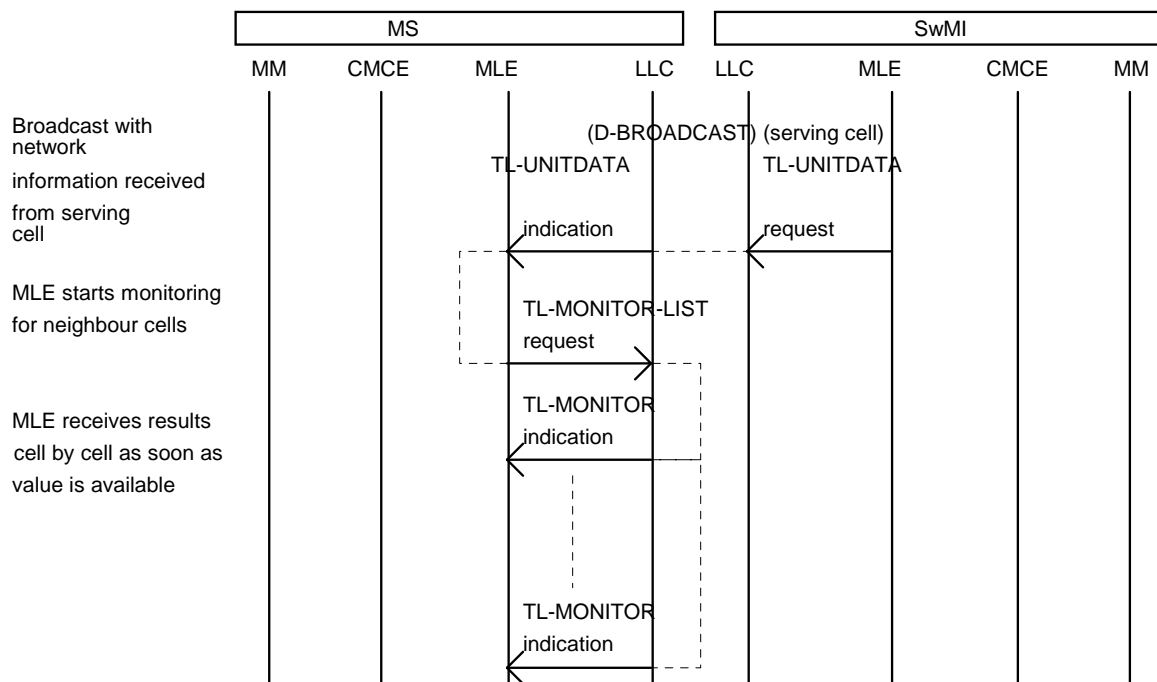 MS
SwMI
MM
CMCE
MLE
LLC
LLC
MLE
CMCE
MM
Broadcast with
network
information received
from serving
cell
(D-BROADCAST) (serving cell)
TL-UNITDATA
TL-UNITDATA
indication
request
MLE starts monitoring
for neighbour cells
TL-MONITOR-LIST
request
MLE receives results
cell by cell as soon as
value is available
TL-MONITOR
indication
TL-MONITOR
indication